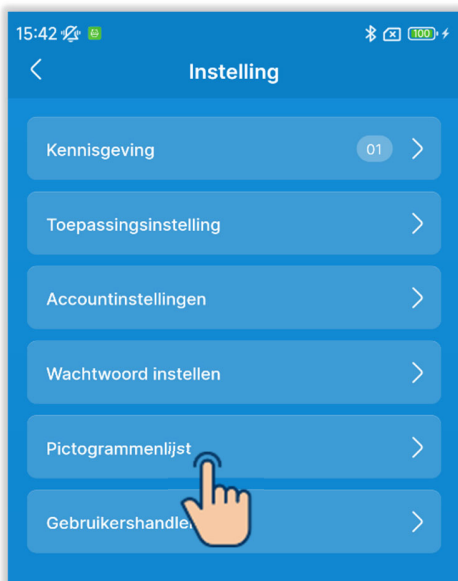 15:42 100
Instelling
Kennisgeving 01
Toepassingsinstelling
Accountinstellingen
Wachtwoord instellen
Pictogrammenlijst